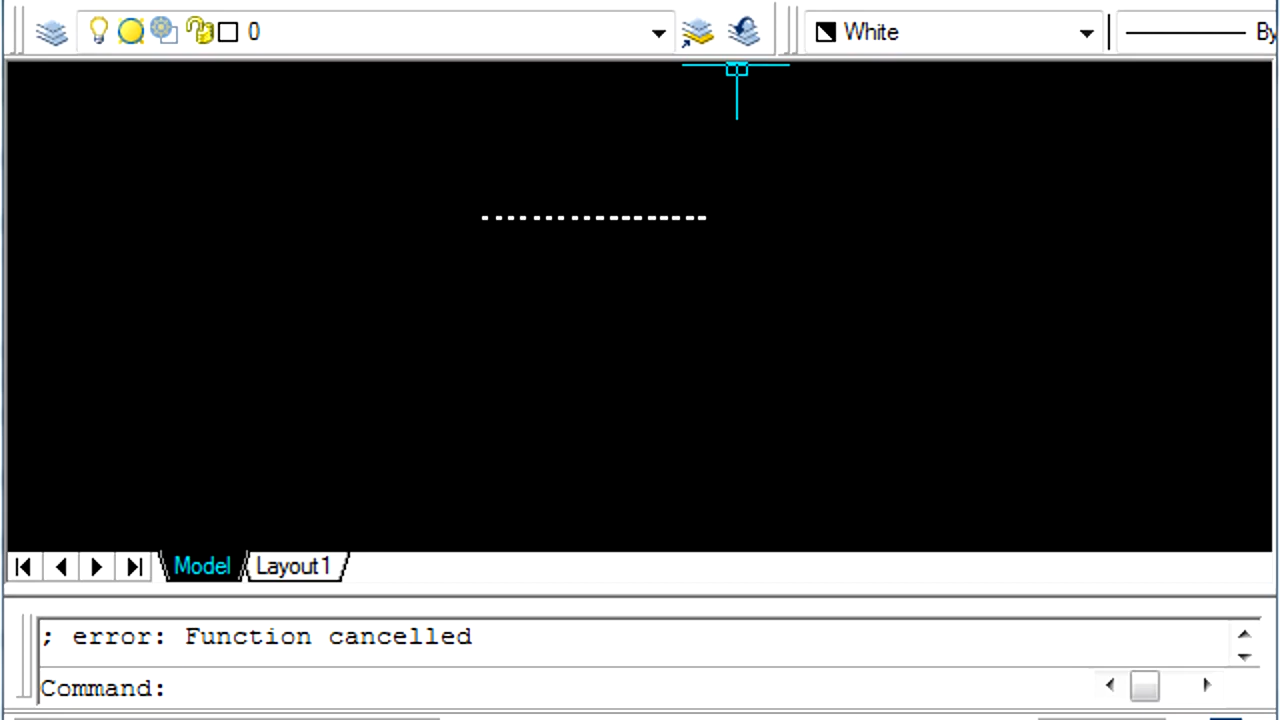 0
White
By
Model
Layout1
; error: Function cancelled
Command: